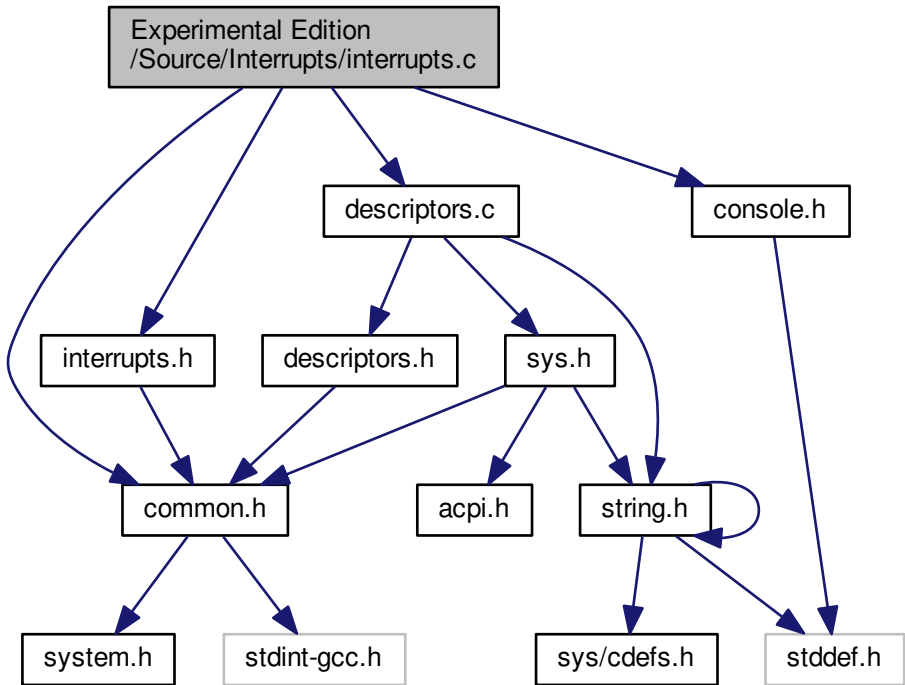 Experimental Edition
/Source/Interrupts/interrupts.c
descriptors.c
console.h
interrupts.h
descriptors.h
sys.h
common.h
acpi.h
string.h
system.h
stdint-gcc.h
sys/cdefs.h
stddef.h